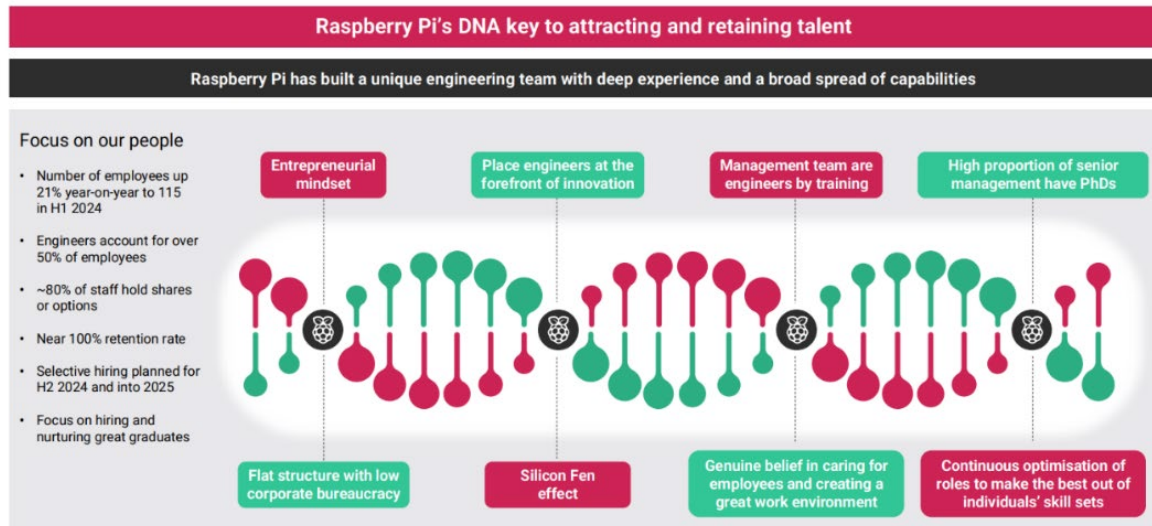 Raspberry Pi's DNA key to attracting and retaining talent
Raspberry Pi has built a unique engineering team with deep experience and a broad spread of capabilities
Focus on our people
• Number of employees up
21% year-on-year to 115
in H1 2024
• Engineers account for over
50% of employees
• ~80% of staff hold shares
or options
• Near 100% retention rate
• Selective hiring planned for
H2 2024 and into 2025
• Focus on hiring and
nurturing great graduates
Entrepreneurial
mindset
Place engineers at the
forefront of innovation
Management team are
engineers by training
High proportion of senior
management have PhDs
Flat structure with low
corporate bureaucracy
Silicon Fen
effect
Genuine belief in caring for
employees and creating a
great work environment
Continuous optimisation of
roles to make the best out of
individuals' skill sets